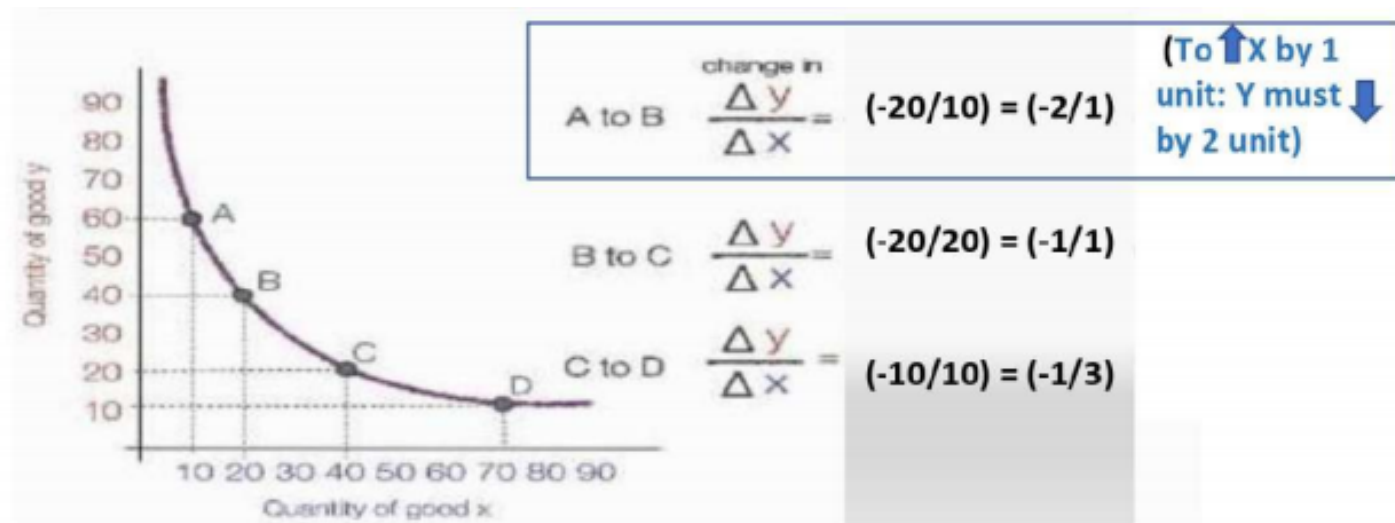 90
80
70
60
50
40
30
20
10
Quantity of good y
A
B
C
D
10 20 30 40 50 60 70 80 90
Quantity of good x
change in
A to B Δy/Δx = (-20/10) = (-2/1)
(To ⬆X by 1
unit: Y must ⬇
by 2 unit)
B to C Δy/Δx = (-20/20) = (-1/1)
C to D Δy/Δx = (-10/10) = (-1/3)